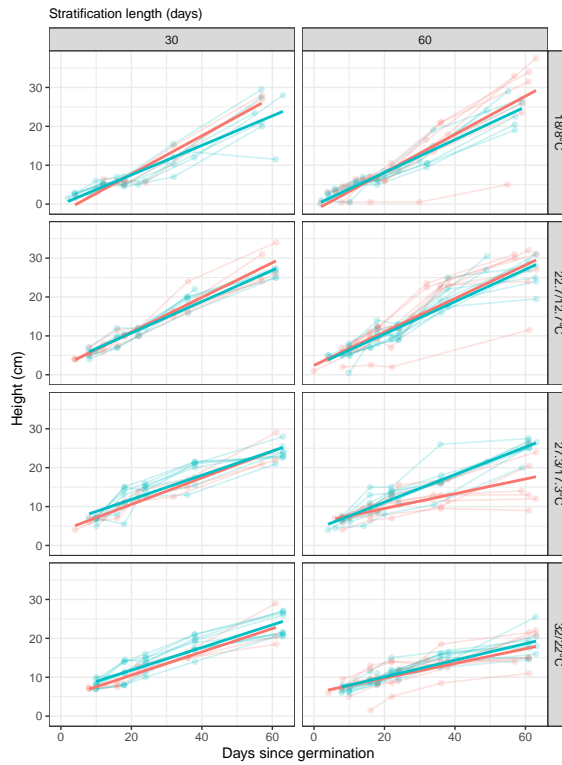 Stratification length (days)
30 60
30
20
10
0
18/8°C
30
20
10
0
22.7/12.7°C
30
20
10
0
27.3/17.3°C
30
20
10
0
32/22°C
Height (cm)
0 20 40 60 0 20 40 60
Days since germination